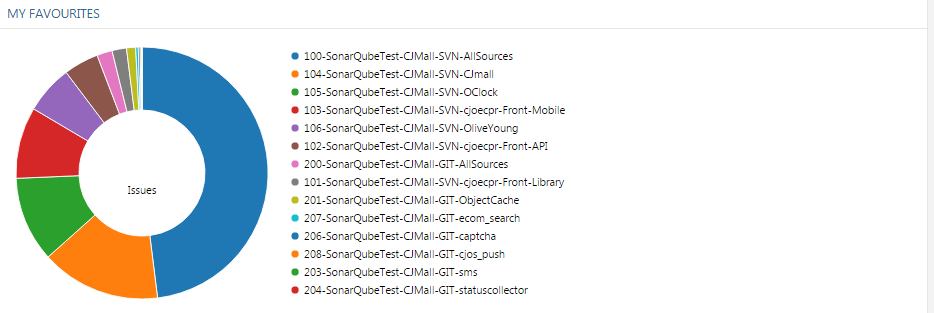 MY FAVOURITES
100-SonarQubeTest-CJMall-SVN-AllSources
104-SonarQubeTest-CJMall-SVN-CJmall
105-SonarQubeTest-CJMall-SVN-OClock
103-SonarQubeTest-CJMall-SVN-cjoecpr-Front-Mobile
106-SonarQubeTest-CJMall-SVN-OliveYoung
102-SonarQubeTest-CJMall-SVN-cjoecpr-Front-API
200-SonarQubeTest-CJMall-GIT-AllSources
101-SonarQubeTest-CJMall-SVN-cjoecpr-Front-Library
201-SonarQubeTest-CJMall-GIT-ObjectCache
207-SonarQubeTest-CJMall-GIT-ecom_search
206-SonarQubeTest-CJMall-GIT-captcha
208-SonarQubeTest-CJMall-GIT-cjos_push
203-SonarQubeTest-CJMall-GIT-sms
204-SonarQubeTest-CJMall-GIT-statuscollector
Issues